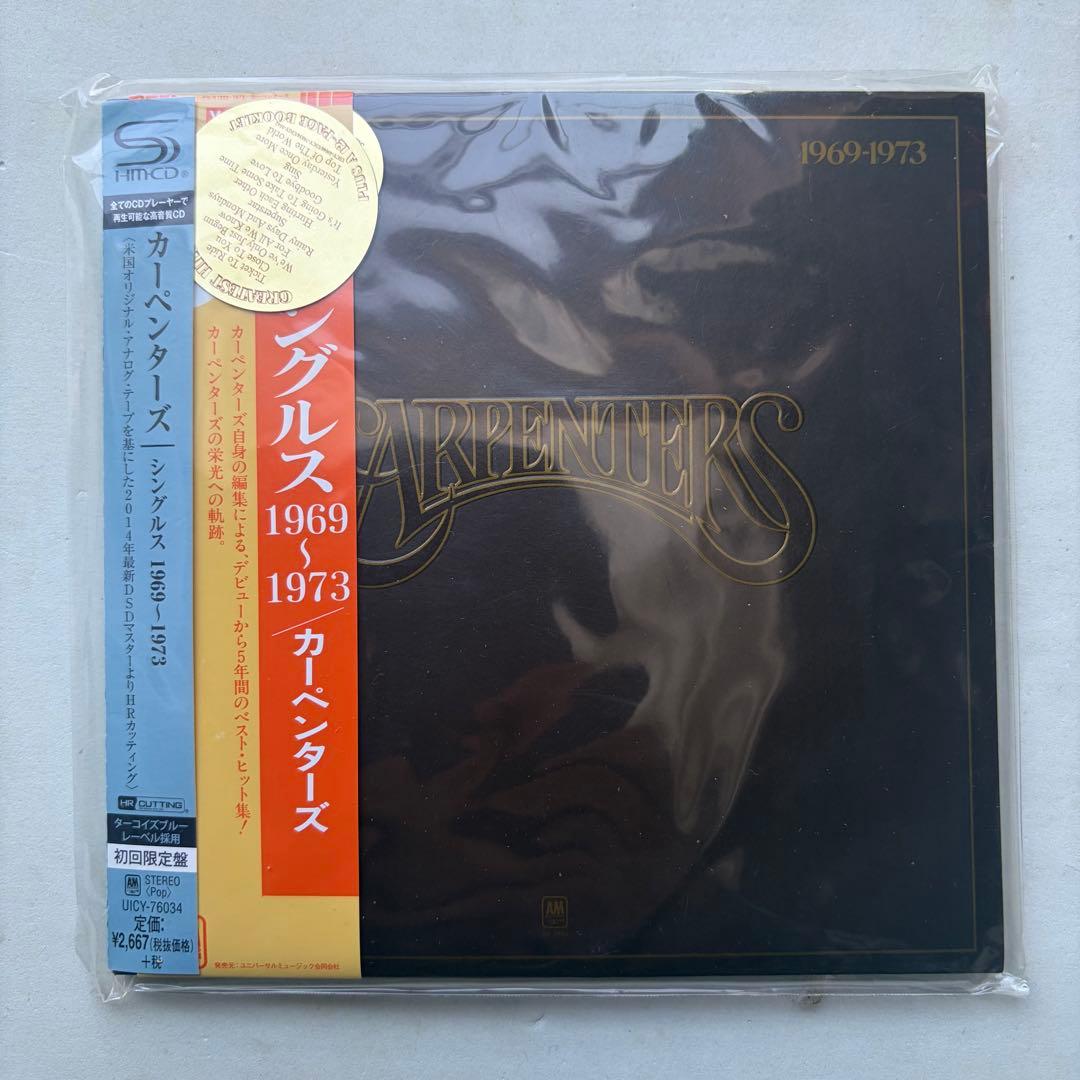 SHM-CD®
全てのCDプレーヤーで
再生可能な高音質CD
カーペンターズ│シングルス 1969〜1973
〈米国オリジナル・アナログ・テープを基にした2014年最新DSDマスターよりHRカッティング〉
HR CUTTING
ターコイズブルー
レーベル採用
初回限定盤
AM STEREO
〈Pop〉
UICY-76034
定価:
¥2,667(税抜価格)
+税
GREATEST
Ticket To Ride
Close To You
We've Only Just Begun
For All We Know
Rainy Days And Mondays
Superstar
Hurting Each Other
It's Going To Take Some Time
Goodbye To Love
Sing
Yesterday Once More
Top Of The World
PLUS A 12-PAGE BOOKLET
ングルス 1969〜1973/カーペンターズ
カーペンターズ自身の編集による、デビューから5年間のベスト・ヒット集!
カーペンターズの栄光への軌跡。
発売元:ユニバーサルミュージック合同会社
1969-1973
CARPENTERS
AM